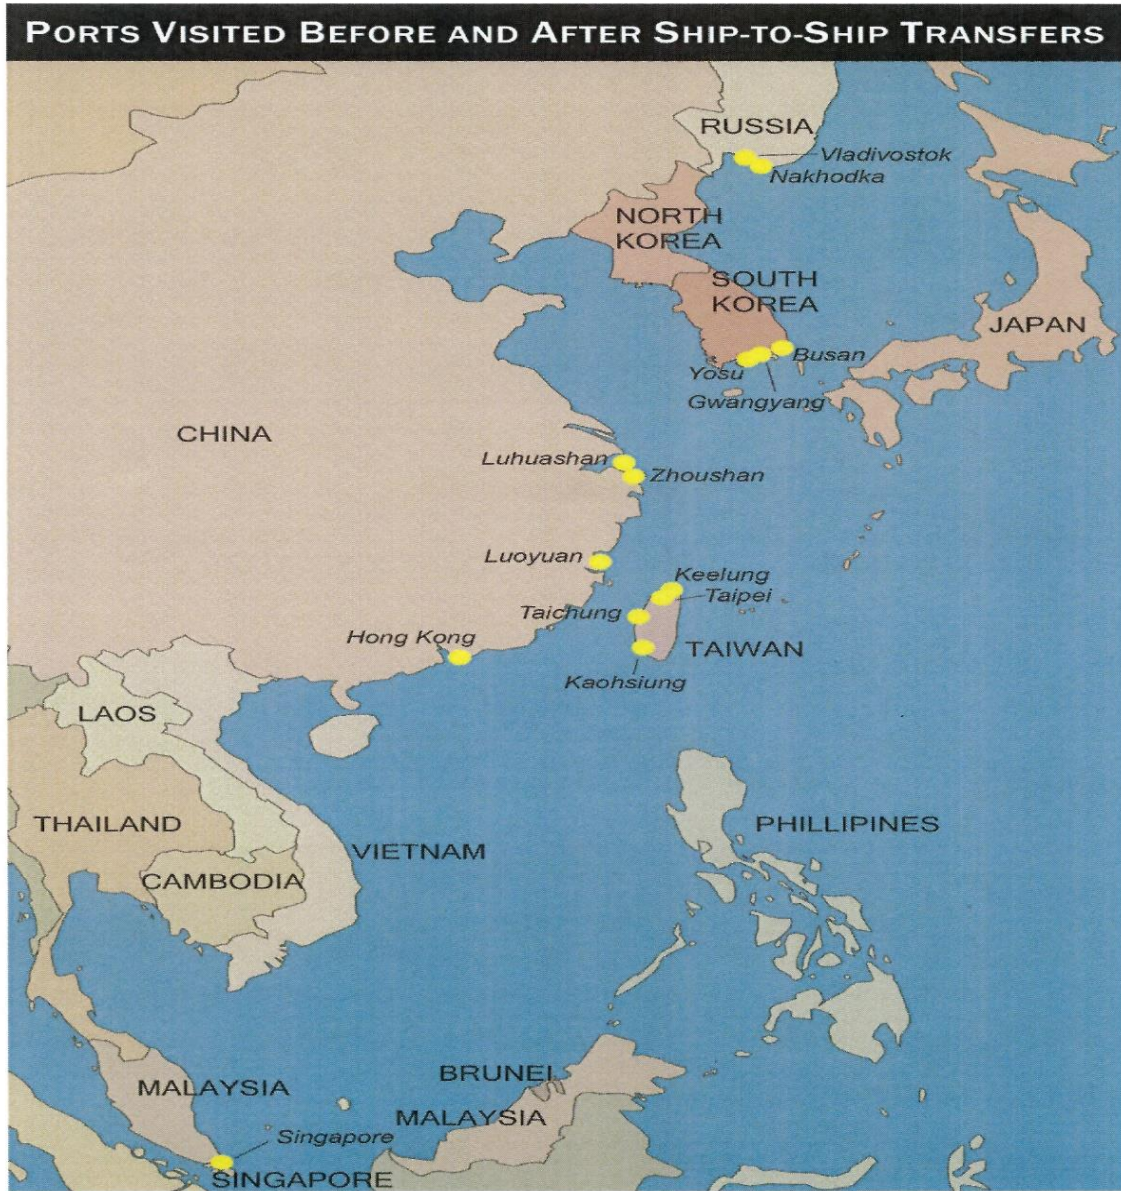 PORTS VISITED BEFORE AND AFTER SHIP-TO-SHIP TRANSFERS
RUSSIA
Vladivostok
Nakhodka
NORTH
KOREA
SOUTH
KOREA
JAPAN
Busan
Yosu
Gwangyang
CHINA
Luhuashan
Zhoushan
Luoyuan
Keelung
Taipei
Taichung
Hong Kong
TAIWAN
Kaohsiung
LAOS
THAILAND
PHILLIPINES
VIETNAM
CAMBODIA
BRUNEI
MALAYSIA
MALAYSIA
Singapore
SINGAPORE